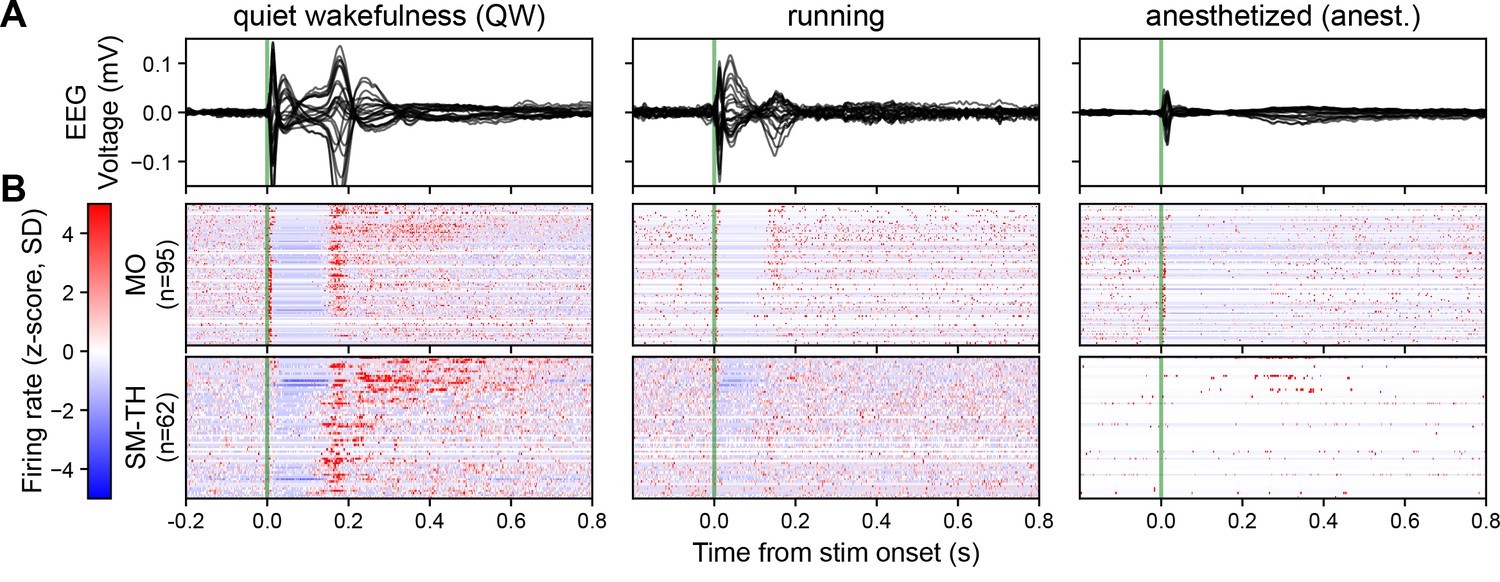 A
quiet wakefulness (QW)
running
anesthetized (anest.)
EEG
Voltage (mV)
0.1
0.0
−0.1
B
Firing rate (z-score, SD)
4
2
0
−2
−4
MO
(n=95)
SM-TH
(n=62)
-0.2 0.0 0.2 0.4 0.6 0.8
0.0 0.2 0.4 0.6 0.8
0.0 0.2 0.4 0.6 0.8
Time from stim onset (s)